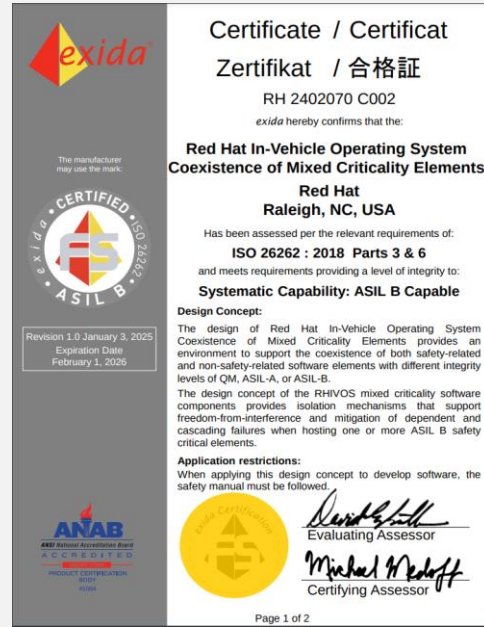 exida
Certificate / Certificat
Zertifikat / 合格証
RH 2402070 C002
exida hereby confirms that the:
Red Hat In-Vehicle Operating System
Coexistence of Mixed Criticality Elements
Red Hat
Raleigh, NC, USA
Has been assessed per the relevant requirements of:
ISO 26262 : 2018 Parts 3 & 6
and meets requirements providing a level of integrity to:
Systematic Capability: ASIL B Capable
Design Concept:
The design of Red Hat In-Vehicle Operating System
Coexistence of Mixed Criticality Elements provides an
environment to support the coexistence of both safety-related
and non-safety-related software elements with different integrity
levels of QM, ASIL-A, or ASIL-B.
The design concept of the RHIVOS mixed criticality software
components provides isolation mechanisms that support
freedom-from-interference and mitigation of dependent and
cascading failures when hosting one or more ASIL B safety
critical elements.
Application restrictions:
When applying this design concept to develop software, the
safety manual must be followed.
The manufacturer
may use the mark:
exida CERTIFIED ISO 26262
FS
ASIL B
Revision 1.0 January 3, 2025
Expiration Date
February 1, 2026
ANAB
ANSI National Accreditation Board
ACCREDITED
PRODUCT CERTIFICATION
BODY
exida Certification
FS
Evaluating Assessor
Michael Medoff
Certifying Assessor
Page 1 of 2